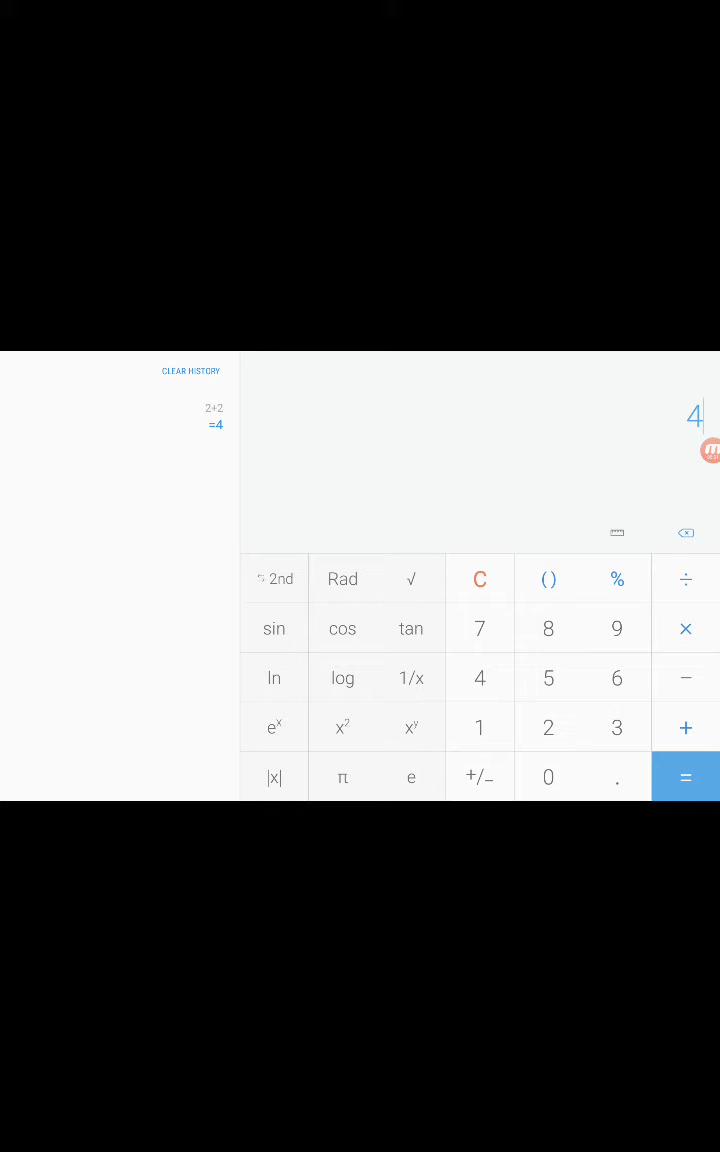 CLEAR HISTORY
2+2
=4
4
2nd Rad √ C ( ) % ÷
sin cos tan 7 8 9 ×
ln log 1/x 4 5 6 −
eˣ x² xʸ 1 2 3 +
|x| π e +/− 0 . =